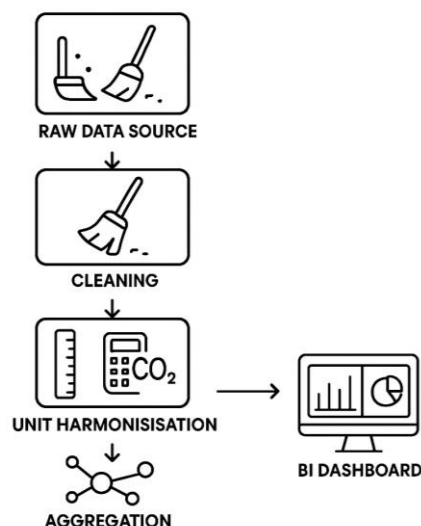 RAW DATA SOURCE
CLEANING
CO₂
UNIT HARMONISISATION
BI DASHBOARD
AGGREGATION